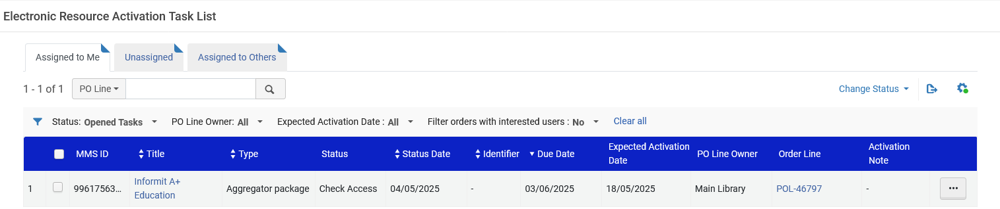 Electronic Resource Activation Task List
Assigned to Me Unassigned Assigned to Others
1 - 1 of 1 PO Line Change Status
Status: Opened Tasks PO Line Owner: All Expected Activation Date : All Filter orders with interested users : No Clear all
MMS ID Title Type Status Status Date Identifier Due Date Expected Activation Date PO Line Owner Order Line Activation Note
1 99617563... Informit A+ Education Aggregator package Check Access 04/05/2025 - 03/06/2025 18/05/2025 Main Library POL-46797 - ...